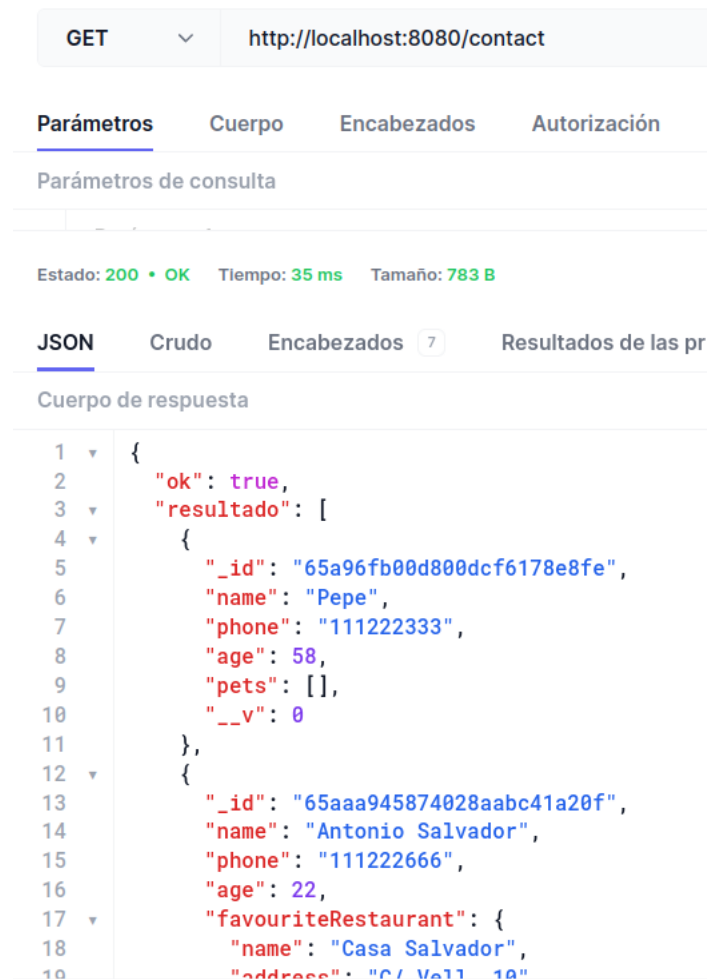 GET http://localhost:8080/contact
Parámetros Cuerpo Encabezados Autorización
Parámetros de consulta
Estado: 200 • OK Tiempo: 35 ms Tamaño: 783 B
JSON Crudo Encabezados 7 Resultados de las pr
Cuerpo de respuesta
1 {
2 "ok": true,
3 "resultado": [
4 {
5 "_id": "65a96fb00d800dcf6178e8fe",
6 "name": "Pepe",
7 "phone": "111222333",
8 "age": 58,
9 "pets": [],
10 "__v": 0
11 },
12 {
13 "_id": "65aaa945874028aabc41a20f",
14 "name": "Antonio Salvador",
15 "phone": "111222666",
16 "age": 22,
17 "favouriteRestaurant": {
18 "name": "Casa Salvador",
19 "address": "C/ Vell, 10"